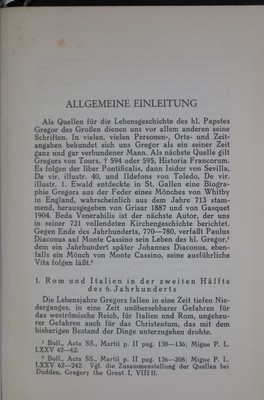 ALLGEMEINE EINLEITUNG
Als Quellen für die Lebensgeschichte des hl. Papstes
Gregor des Großen dienen uns vor allem anderen seine
Schriften. In vielen, vielen Personen-, Orts- und Zeit-
angaben bekundet sich uns Gregor als ein seiner Zeit
ganz und gar verbundener Mann. Als nächste Quelle gilt
Gregors von Tours, † 594 oder 595, Historia Francorum.
Es folgen der liber Pontificalis, dann Isidor von Sevilla,
De vir. illustr. 40, und Ildefons von Toledo, De vir.
illustr. 1. Ewald entdeckte in St. Gallen eine Biogra-
phie Gregors aus der Feder eines Mönches von Whitby
in England, wahrscheinlich aus dem Jahre 713 stam-
mend, herausgegeben von Grisar 1887 und von Gasquet
1904. Beda Venerabilis ist der nächste Autor, der uns
in seiner 731 vollendeten Kirchengeschichte berichtet.
Gegen Ende des Jahrhunderts, 770—780, verfaßt Paulus
Diaconus auf Monte Cassino sein Leben des hl. Gregor,¹
dem ein Jahrhundert später Johannes Diaconus, eben-
falls ein Mönch von Monte Cassino, seine ausführliche
Vita folgen läßt.²
1. Rom und Italien in der zweiten Hälfte
des 6. Jahrhunderts
Die Lebensjahre Gregors fallen in eine Zeit tiefen Nie-
derganges, in eine Zeit unübersehbarer Gefahren für
das weströmische Reich, für Italien und Rom, ungeheu-
rer Gefahren auch für das Christentum, das mit dem
bisherigen Bestand der Dinge unterzugehen drohte.
¹ Boll., Acta SS., Martii p. II pag. 130—136; Migne P. L.
LXXV 42—62.
² Boll., Acta SS., Martii p. II pag. 136—208; Migne P. L.
LXXV 62—242. Vgl. die Zusammenstellung der Quellen bei
Dudden, Gregory the Great I, VIII ff.